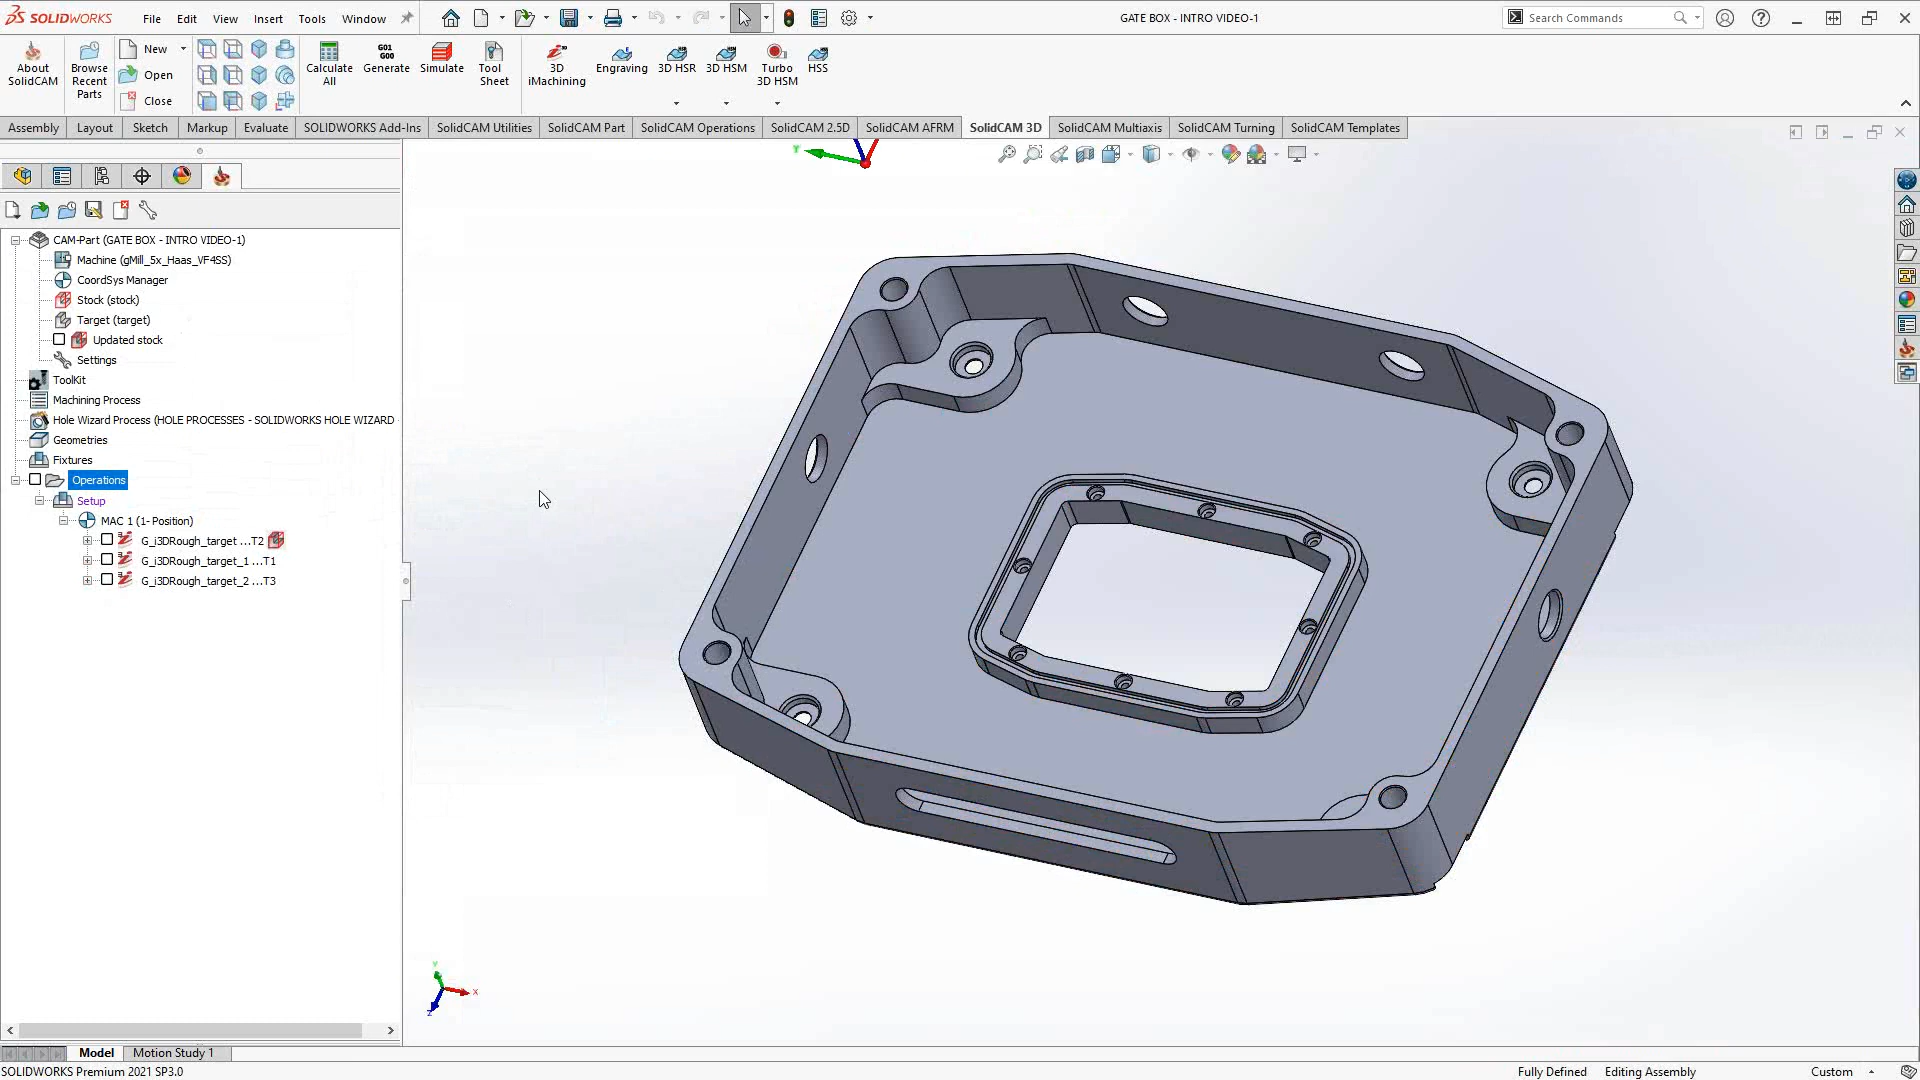 SOLIDWORKS File Edit View Insert Tools Window GATE BOX - INTRO VIDEO-1 Search Commands
About SolidCAM
Browse Recent Parts
New
Open
Close
Calculate All
G01 G00 Generate
Simulate
Tool Sheet
3D iMachining
Engraving
3D HSR
3D HSM
Turbo 3D HSM
HSS
Assembly Layout Sketch Markup Evaluate SOLIDWORKS Add-Ins SolidCAM Utilities SolidCAM Part SolidCAM Operations SolidCAM 2.5D SolidCAM AFRM SolidCAM 3D SolidCAM Multiaxis SolidCAM Turning SolidCAM Templates
Y
CAM-Part (GATE BOX - INTRO VIDEO-1)
Machine (gMill_5x_Haas_VF4SS)
CoordSys Manager
Stock (stock)
Target (target)
Updated stock
Settings
ToolKit
Machining Process
Hole Wizard Process (HOLE PROCESSES - SOLIDWORKS HOLE WIZARD -
Geometries
Fixtures
Operations
Setup
MAC 1 (1- Position)
G_i3DRough_target ...T2
G_i3DRough_target_1 ...T1
G_i3DRough_target_2 ...T3
Y
X
Z
Model Motion Study 1
SOLIDWORKS Premium 2021 SP3.0 Fully Defined Editing Assembly Custom